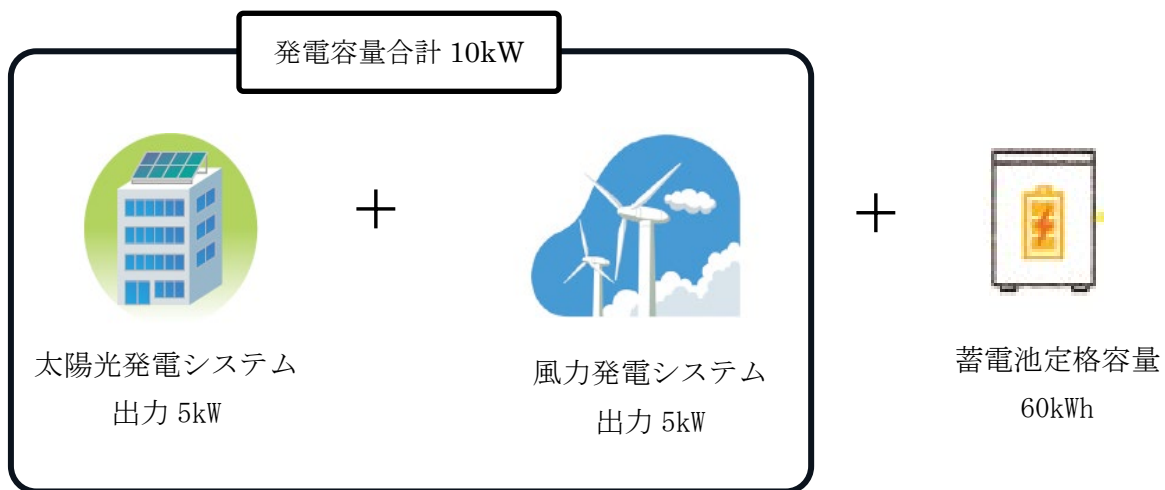 発電容量合計 10kW
＋
＋
太陽光発電システム
出力 5kW
風力発電システム
出力 5kW
蓄電池定格容量
60kWh